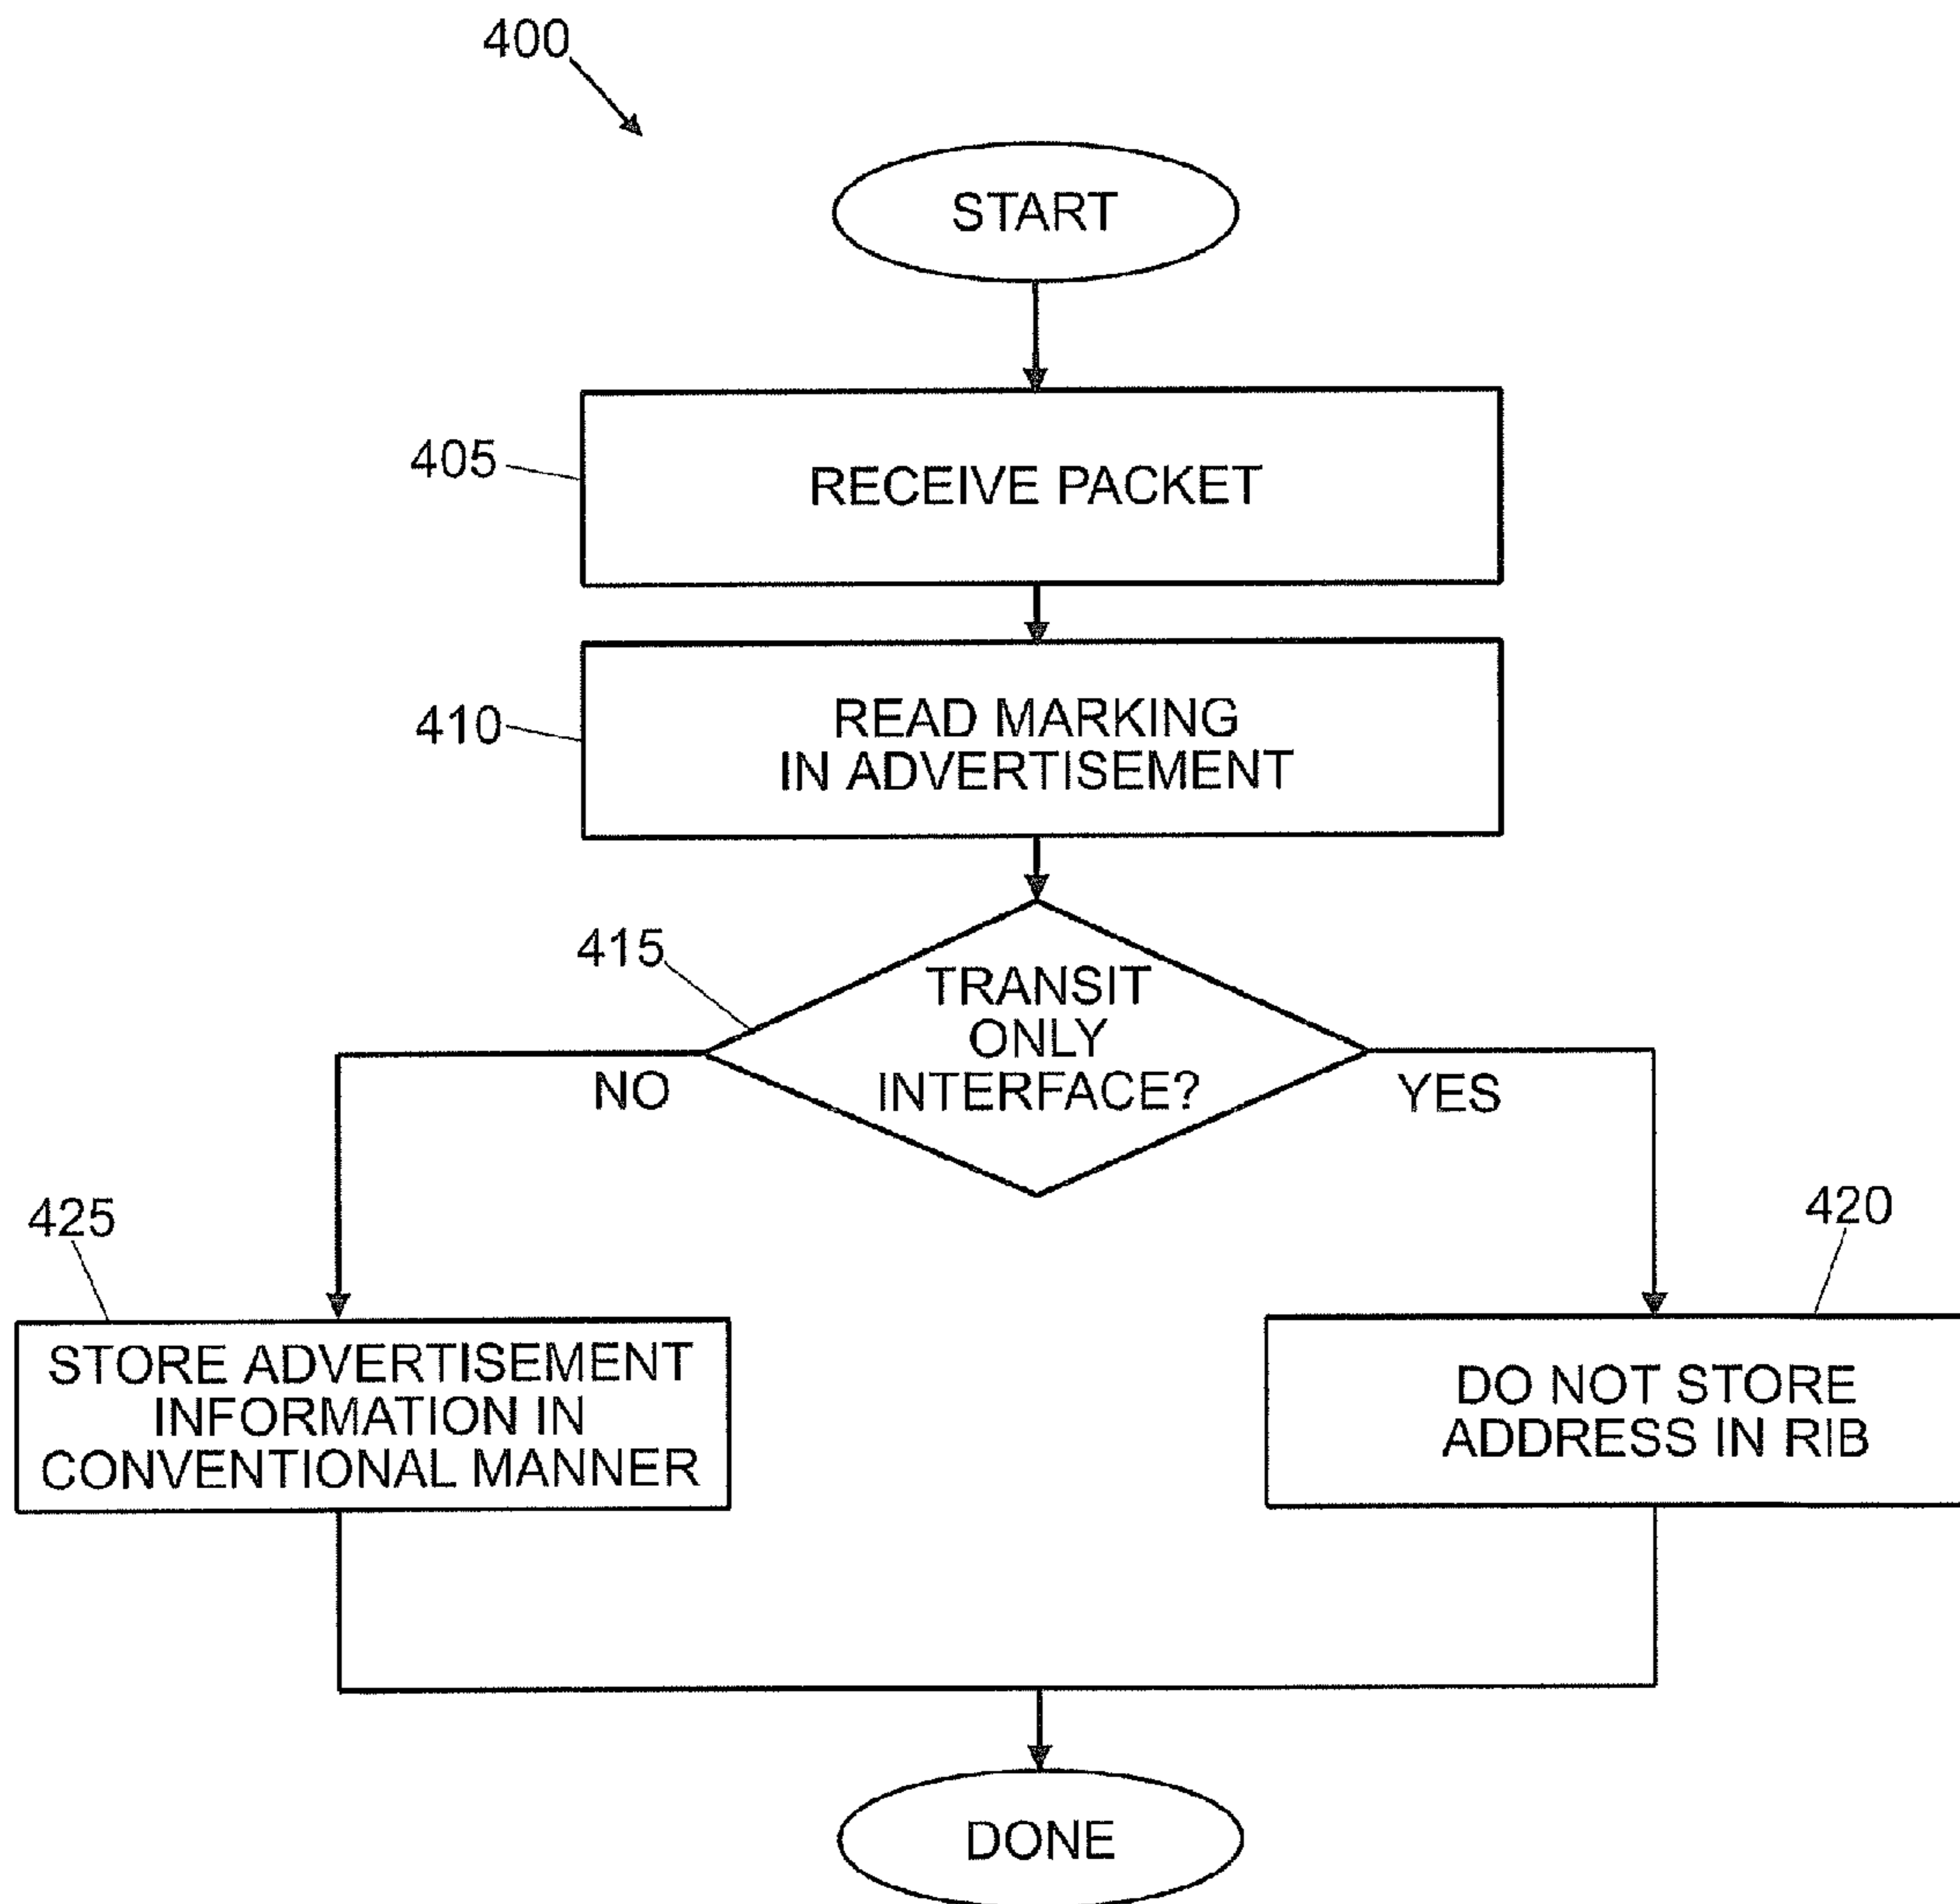 400
START
405
RECEIVE PACKET
410
READ MARKING
IN ADVERTISEMENT
415
TRANSIT
ONLY
INTERFACE?
NO
YES
425
STORE ADVERTISEMENT
INFORMATION IN
CONVENTIONAL MANNER
420
DO NOT STORE
ADDRESS IN RIB
DONE